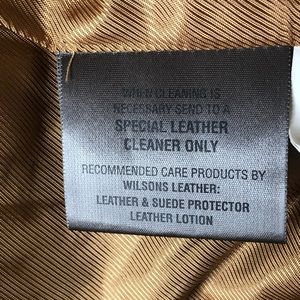 WHEN CLEANING IS
NECESSARY SEND TO A
SPECIAL LEATHER
CLEANER ONLY
RECOMMENDED CARE PRODUCTS BY
WILSONS LEATHER:
LEATHER & SUEDE PROTECTOR
LEATHER LOTION